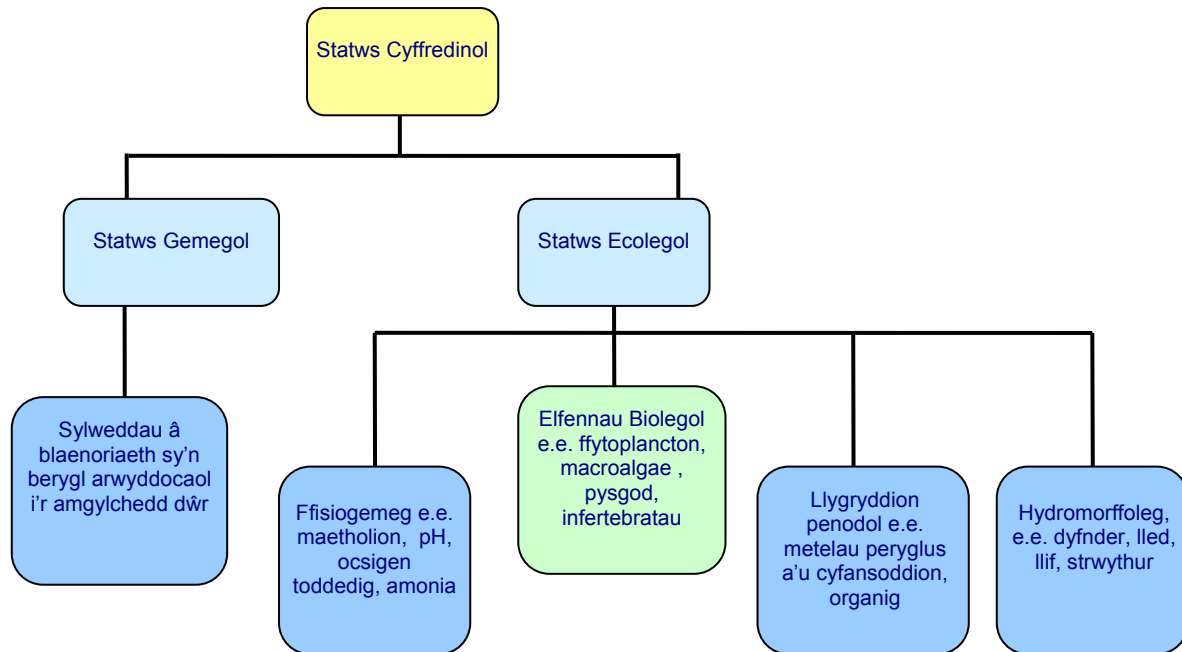 Statws Cyffredinol
Statws Gemegol
Statws Ecolegol
Sylweddau â
blaenoriaeth sy'n
berygl arwyddocaol
i'r amgylchedd dŵr
Ffisiogemeg e.e.
maetholion, pH,
ocsigen
toddedig, amonia
Elfennau Biolegol
e.e. ffytoplancton,
macroalgae ,
pysgod,
infertebratau
Llygryddion
penodol e.e.
metelau peryglus
a'u cyfansoddion,
organig
Hydromorffoleg,
e.e. dyfnder, lled,
llif, strwythur